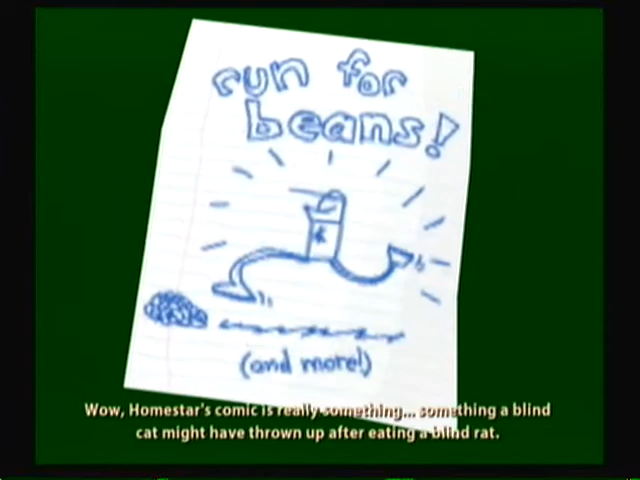 run for
beans!
(and more!)
Wow, Homestar's comic is really something... something a blind
cat might have thrown up after eating a blind rat.